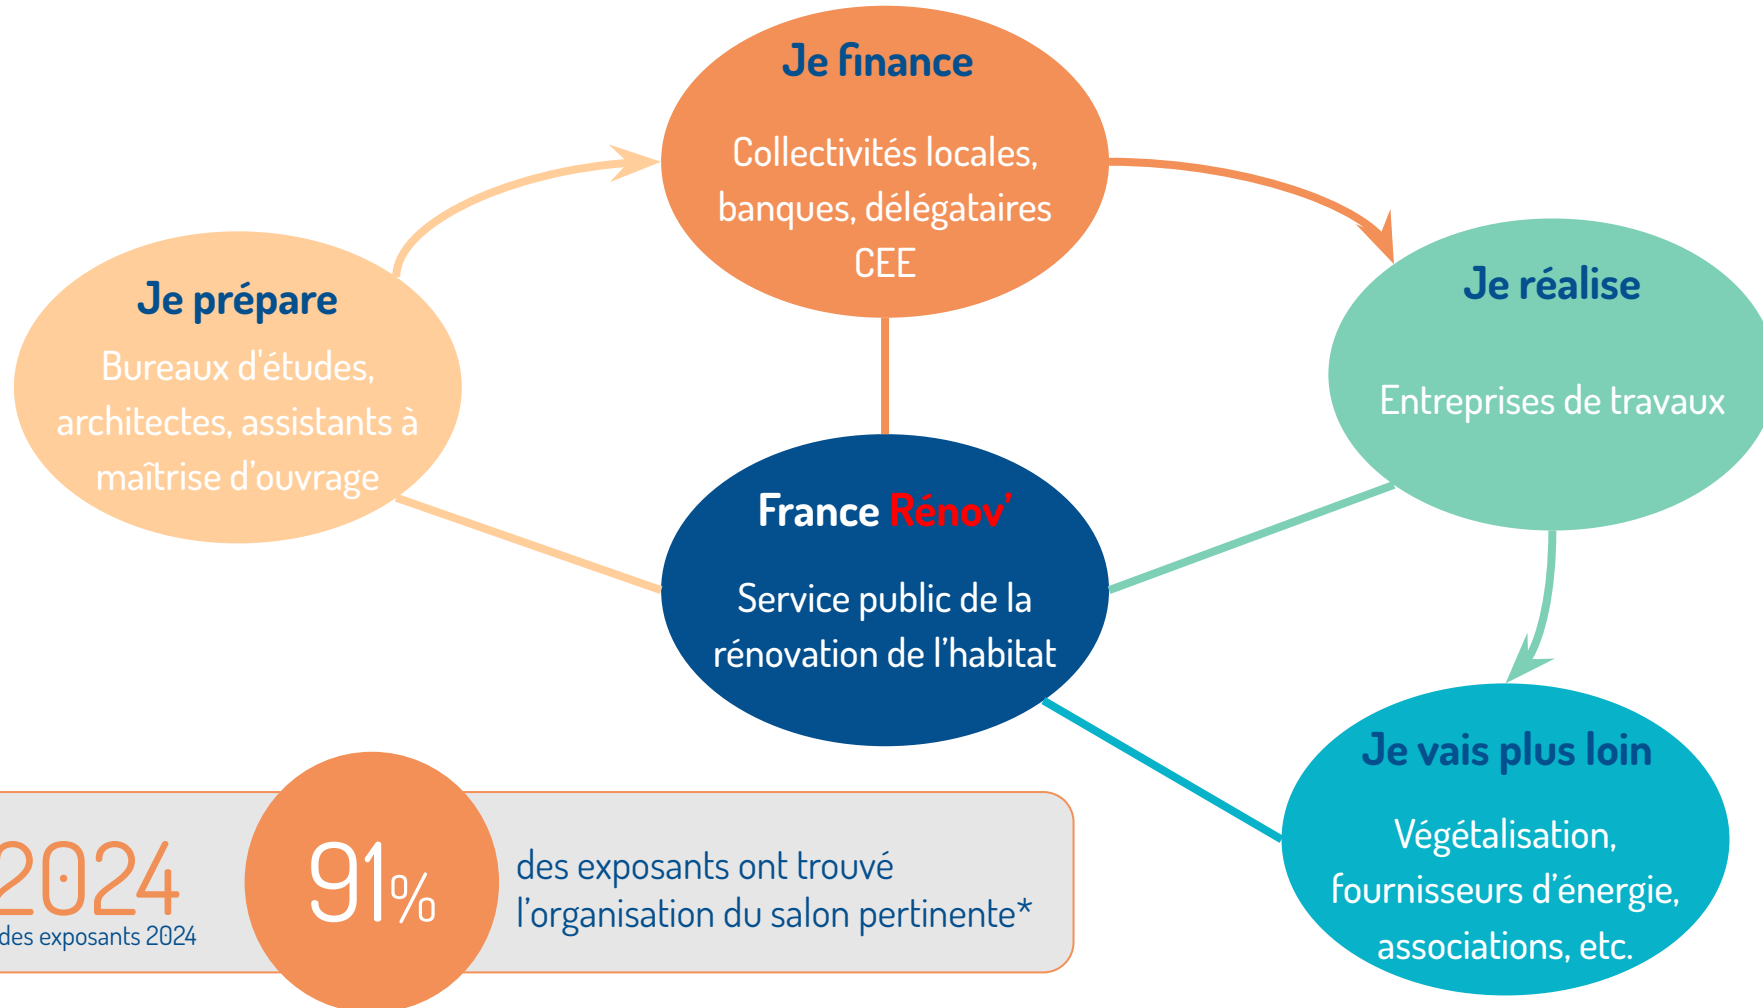 Je finance
Collectivités locales,
banques, délégataires
CEE
Je prépare
Bureaux d'études,
architectes, assistants à
maîtrise d’ouvrage
Je réalise
Entreprises de travaux
France Rénov’
Service public de la
rénovation de l’habitat
Je vais plus loin
Végétalisation,
fournisseurs d’énergie,
associations, etc.
2024
des exposants 2024
91%
des exposants ont trouvé
l’organisation du salon pertinente*